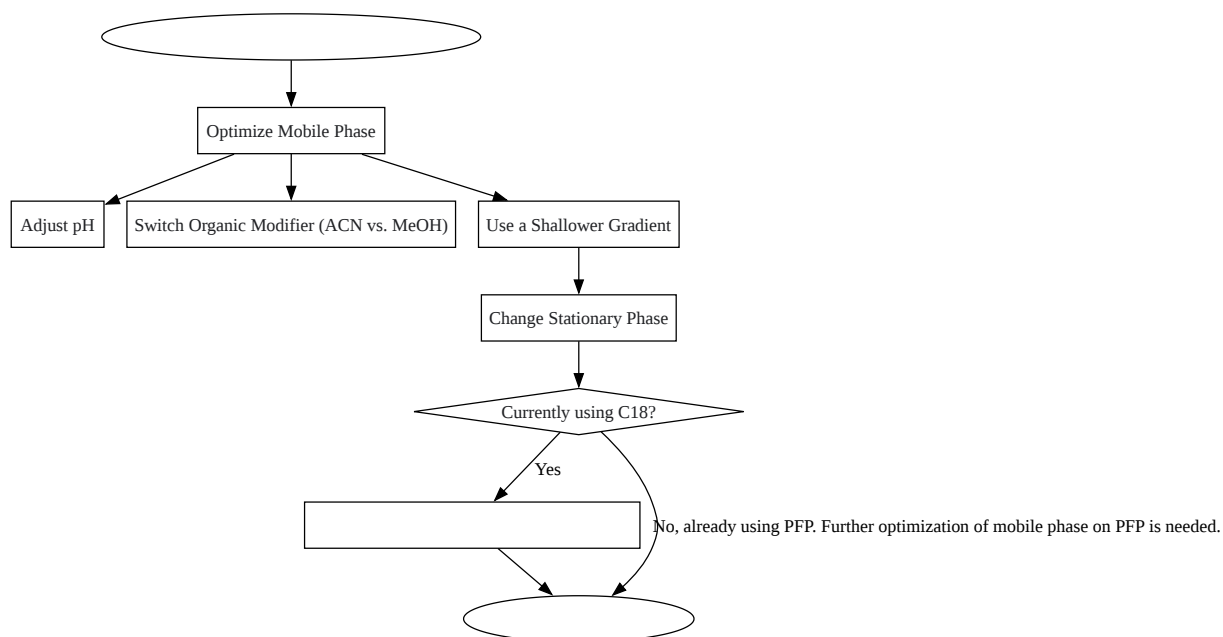 Optimize Mobile Phase
Adjust pH
Switch Organic Modifier (ACN vs. MeOH)
Use a Shallower Gradient
Change Stationary Phase
Currently using C18?
Yes
No, already using PFP. Further optimization of mobile phase on PFP is needed.